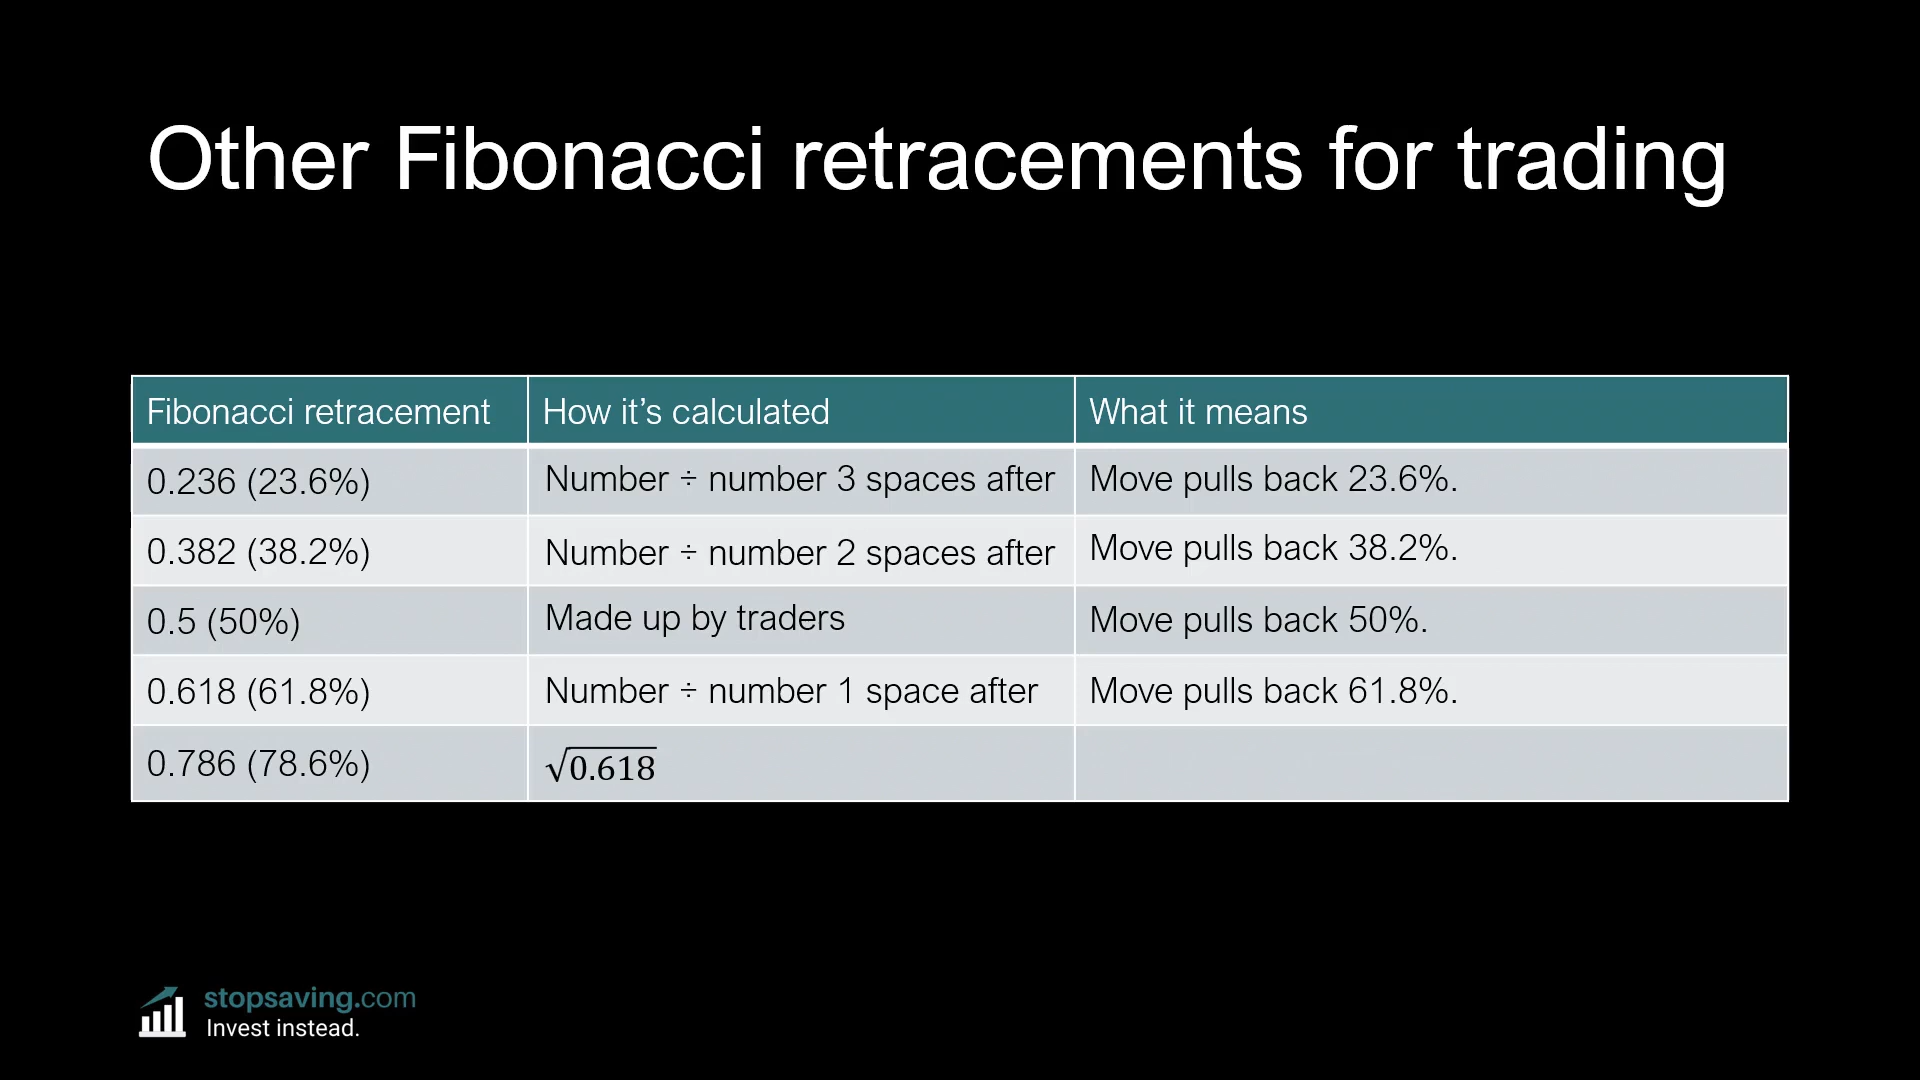 Other Fibonacci retracements for trading
Fibonacci retracement How it’s calculated What it means
0.236 (23.6%) Number ÷ number 3 spaces after Move pulls back 23.6%.
0.382 (38.2%) Number ÷ number 2 spaces after Move pulls back 38.2%.
0.5 (50%) Made up by traders Move pulls back 50%.
0.618 (61.8%) Number ÷ number 1 space after Move pulls back 61.8%.
0.786 (78.6%) √0.618
stopsaving.com
Invest instead.